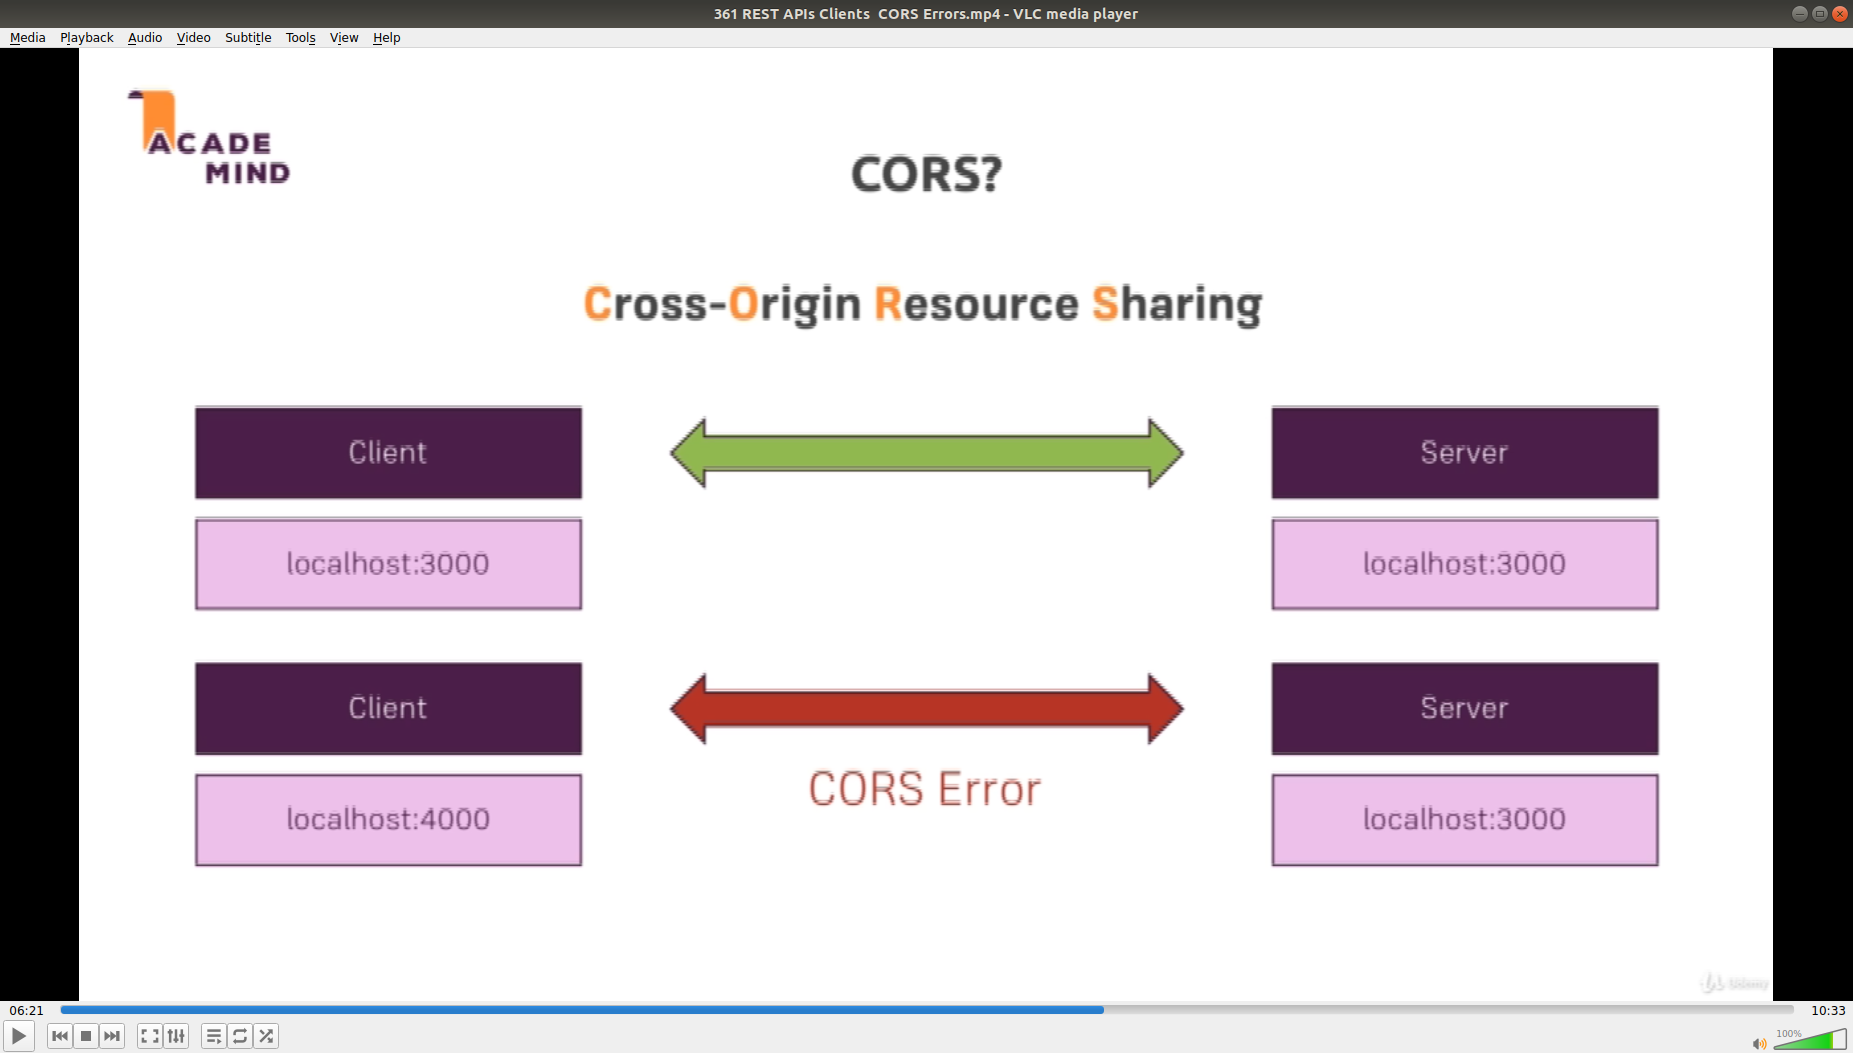 361 REST APIs Clients  CORS Errors.mp4 - VLC media player
Media Playback Audio Video Subtitle Tools View Help
ACADE
MIND
CORS?
Cross-Origin Resource Sharing
Client
Server
localhost:3000
localhost:3000
Client
Server
CORS Error
localhost:4000
localhost:3000
Udemy
06:21
10:33
100%